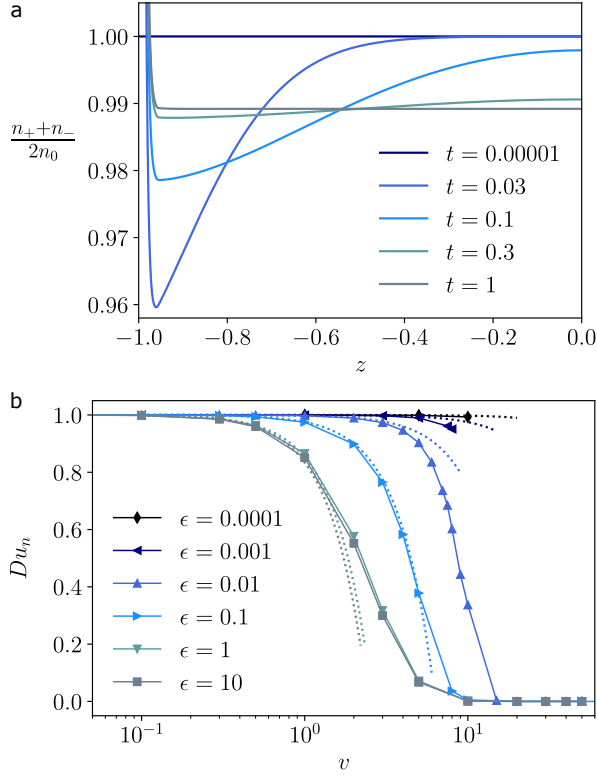 a
1.00
0.99
0.98
0.97
0.96
n₊+n₋
2n₀
t = 0.00001
t = 0.03
t = 0.1
t = 0.3
t = 1
−1.0 −0.8 −0.6 −0.4 −0.2 0.0
z
b
1.0
0.8
0.6
0.4
0.2
0.0
Duₙ
ϵ = 0.0001
ϵ = 0.001
ϵ = 0.01
ϵ = 0.1
ϵ = 1
ϵ = 10
10⁻¹ 10⁰ 10¹
v